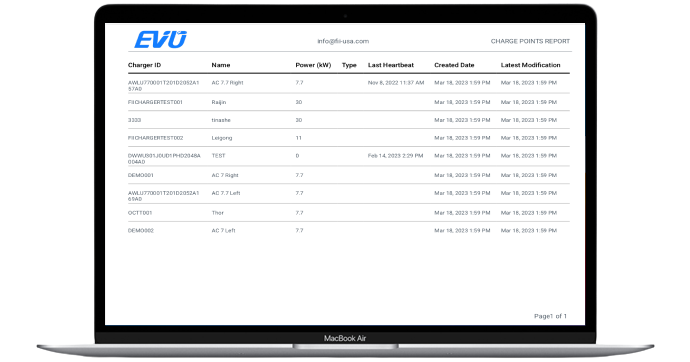 EVU info@fii-usa.com CHARGE POINTS REPORT
Charger ID Name Power (kW) Type Last Heartbeat Created Date Latest Modification
AWLU770001T201D2052A1 AC 7.7 Right 7.7 Nov 8, 2022 11:37 AM Mar 18, 2023 1:59 PM Mar 18, 2023 1:59 PM
57A0
FIICHARGERTEST001 Raijin 30 Mar 18, 2023 1:59 PM Mar 18, 2023 1:59 PM
3333 tinashe 30 Mar 18, 2023 1:59 PM Mar 18, 2023 1:59 PM
FIICHARGERTEST002 Leigong 11 Mar 18, 2023 1:59 PM Mar 18, 2023 1:59 PM
TEST 0 Feb 14, 2023 2:29 PM Mar 18, 2023 1:59 PM Mar 18, 2023 1:59 PM
004A0
DEMO001 AC 7 Right 7.7 Mar 18, 2023 1:59 PM Mar 18, 2023 1:59 PM
AWLU770001T201D2052A1 AC 7.7 Left 7.7 Mar 18, 2023 1:59 PM Mar 18, 2023 1:59 PM
69A0
OCTT001 Thor 7.7 Mar 18, 2023 1:59 PM Mar 18, 2023 1:59 PM
DEMO002 AC 7 Left 7.7 Mar 18, 2023 1:59 PM Mar 18, 2023 1:59 PM
Page1 of 1
MacBook Air